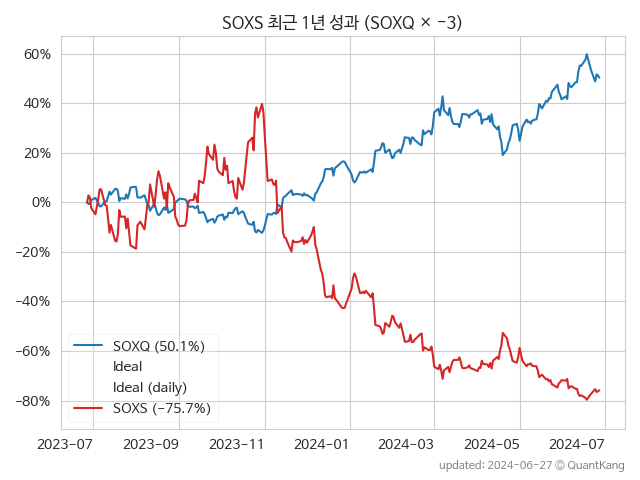 SOXS 최근 1년 성과 (SOXQ × −3)
60%
40%
20%
0%
−20%
−40%
−60%
−80%
SOXQ (50.1%)
Ideal
Ideal (daily)
SOXS (−75.7%)
2023−07
2023−09
2023−11
2024−01
2024−03
2024−05
2024−07
updated: 2024-06-27 © QuantKang